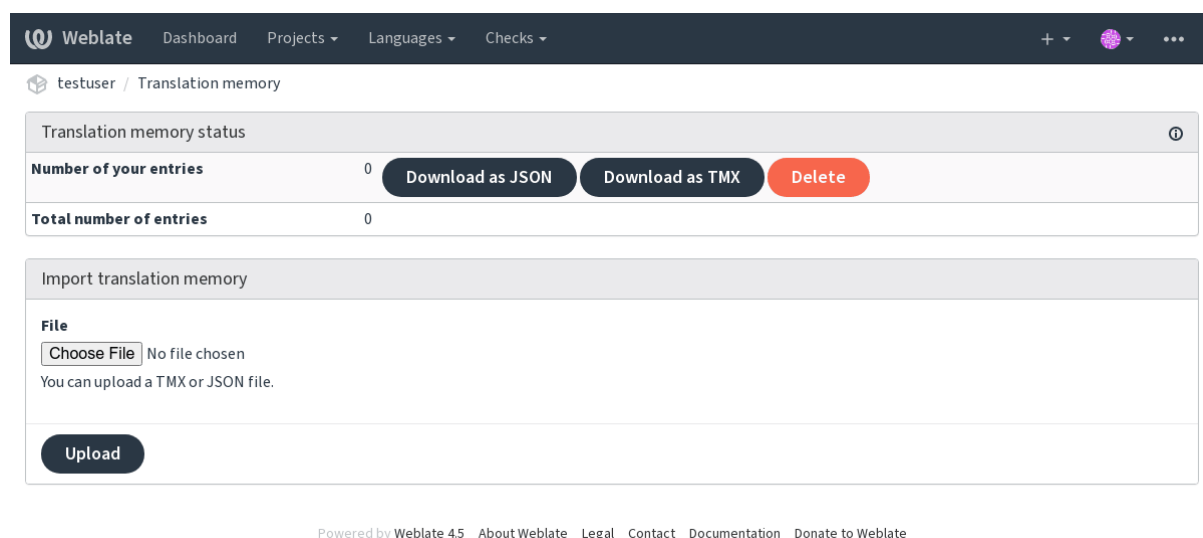 Weblate Dashboard Projects Languages Checks
testuser / Translation memory
Translation memory status
Number of your entries 0 Download as JSON Download as TMX Delete
Total number of entries 0
Import translation memory
File
Choose File No file chosen
You can upload a TMX or JSON file.
Upload
Powered by Weblate 4.5 About Weblate Legal Contact Documentation Donate to Weblate